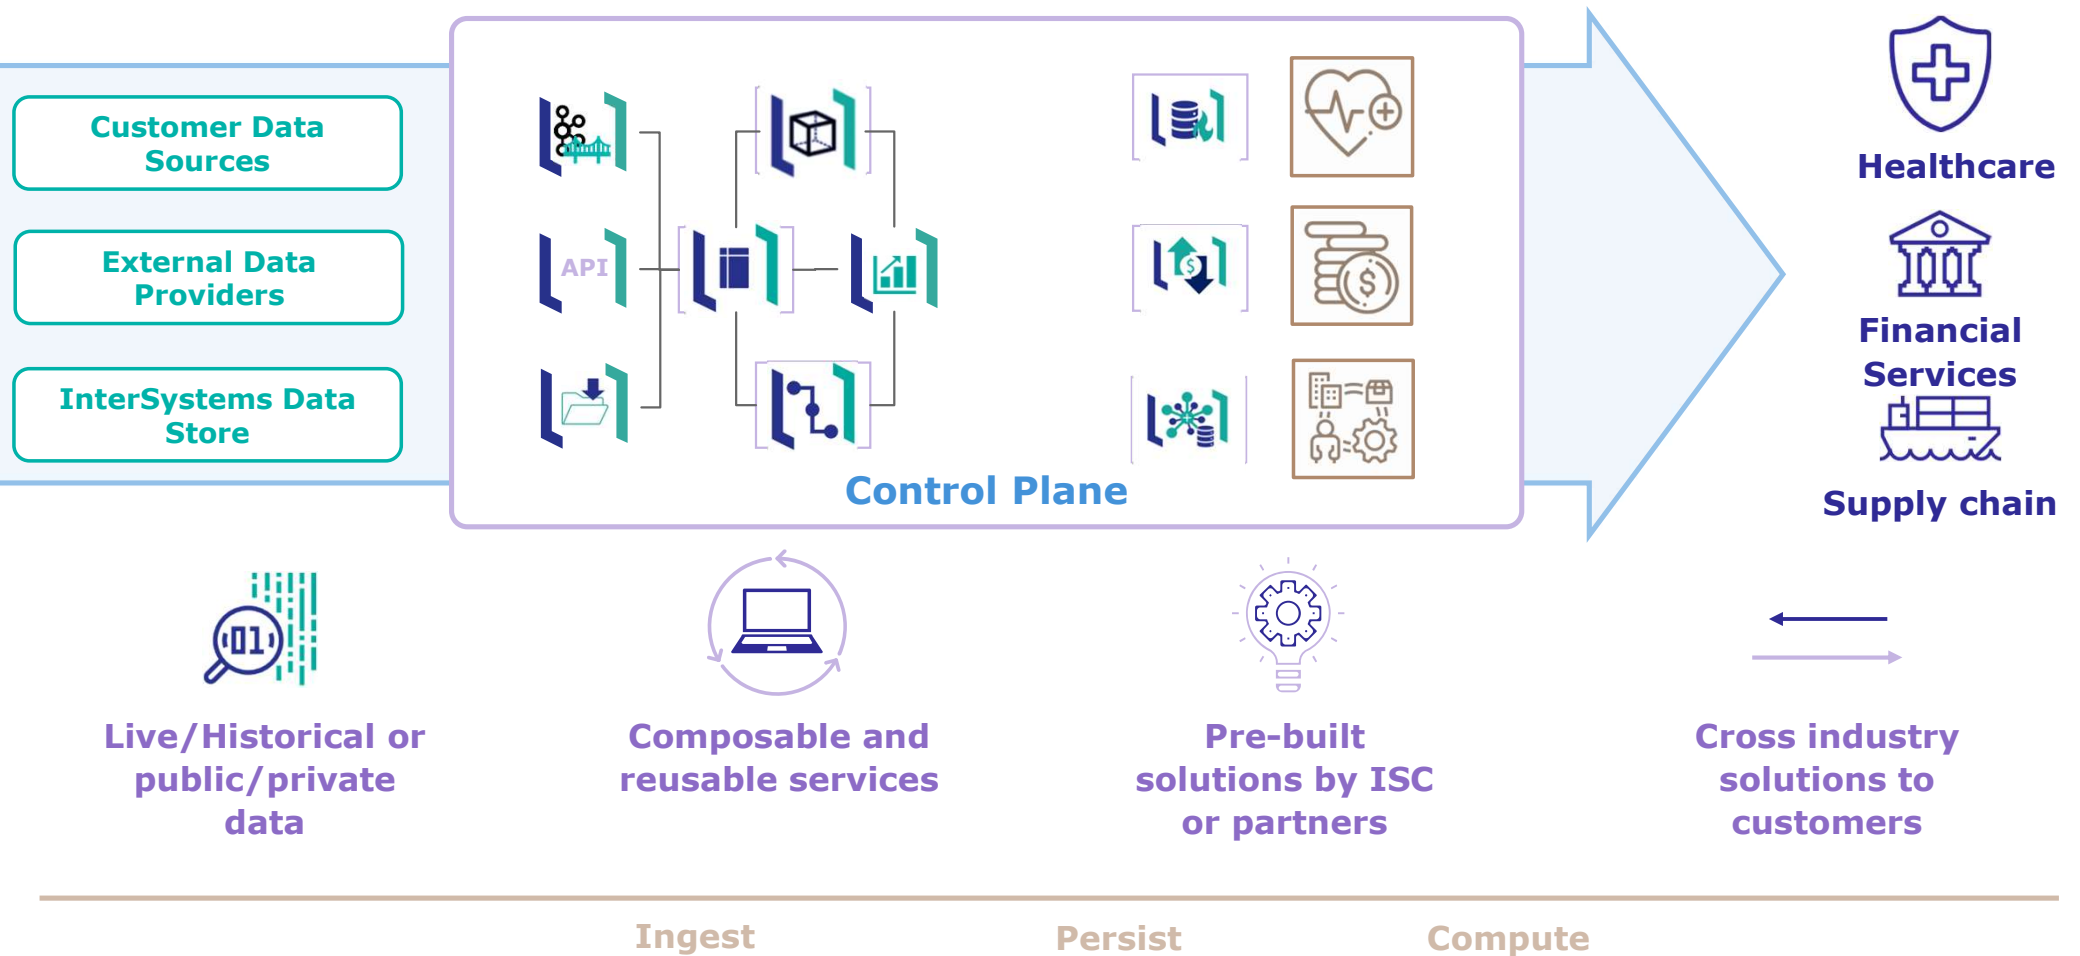 Customer Data
Sources
External Data
Providers
InterSystems Data
Store
API
Control Plane
Healthcare
Financial
Services
Supply chain
01
Live/Historical or
public/private
data
Composable and
reusable services
Pre-built
solutions by ISC
or partners
Cross industry
solutions to
customers
Ingest
Persist
Compute